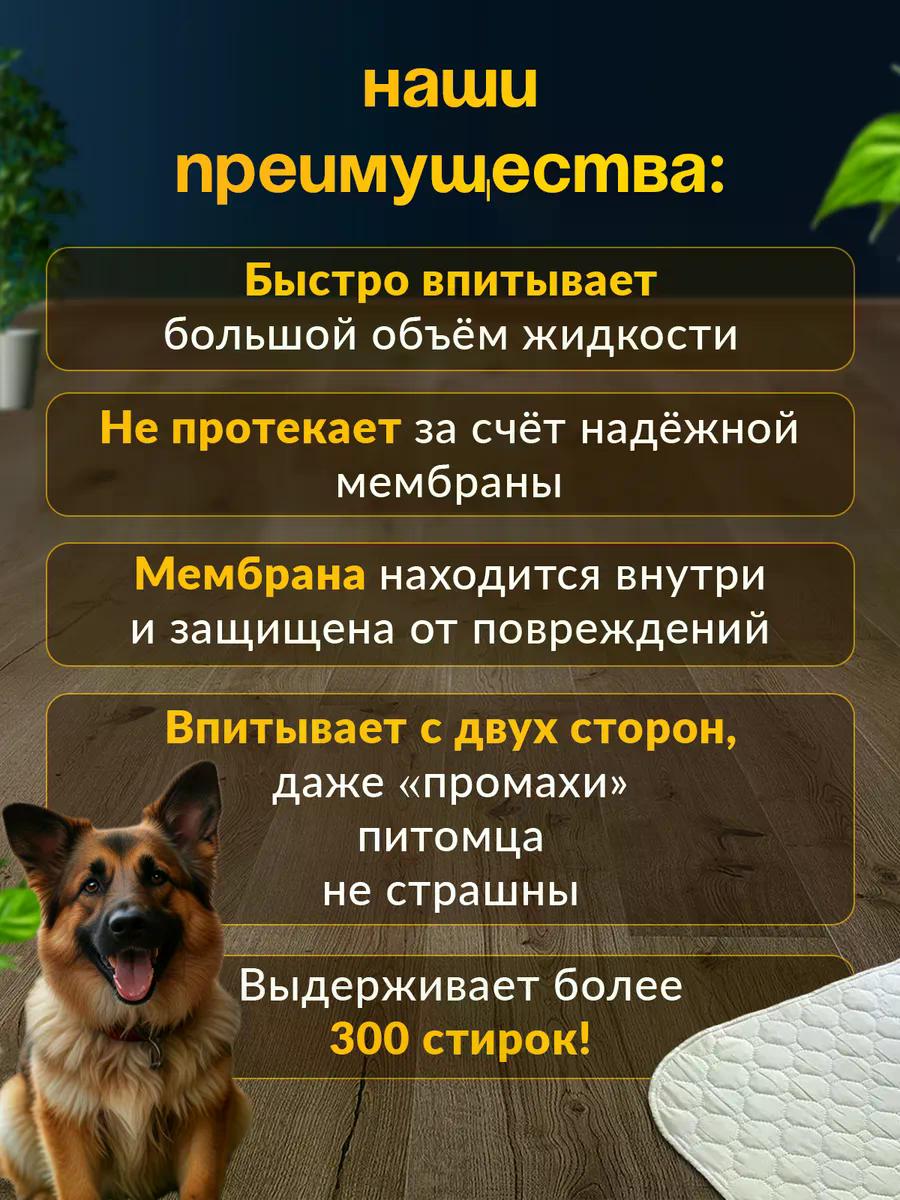 наши
преимущества:
Быстро впитывает
большой объём жидкости
Не протекает за счёт надёжной
мембраны
Мембрана находится внутри
и защищена от повреждений
Впитывает с двух сторон,
даже «промахи»
питомца
не страшны
Выдерживает более
300 стирок!